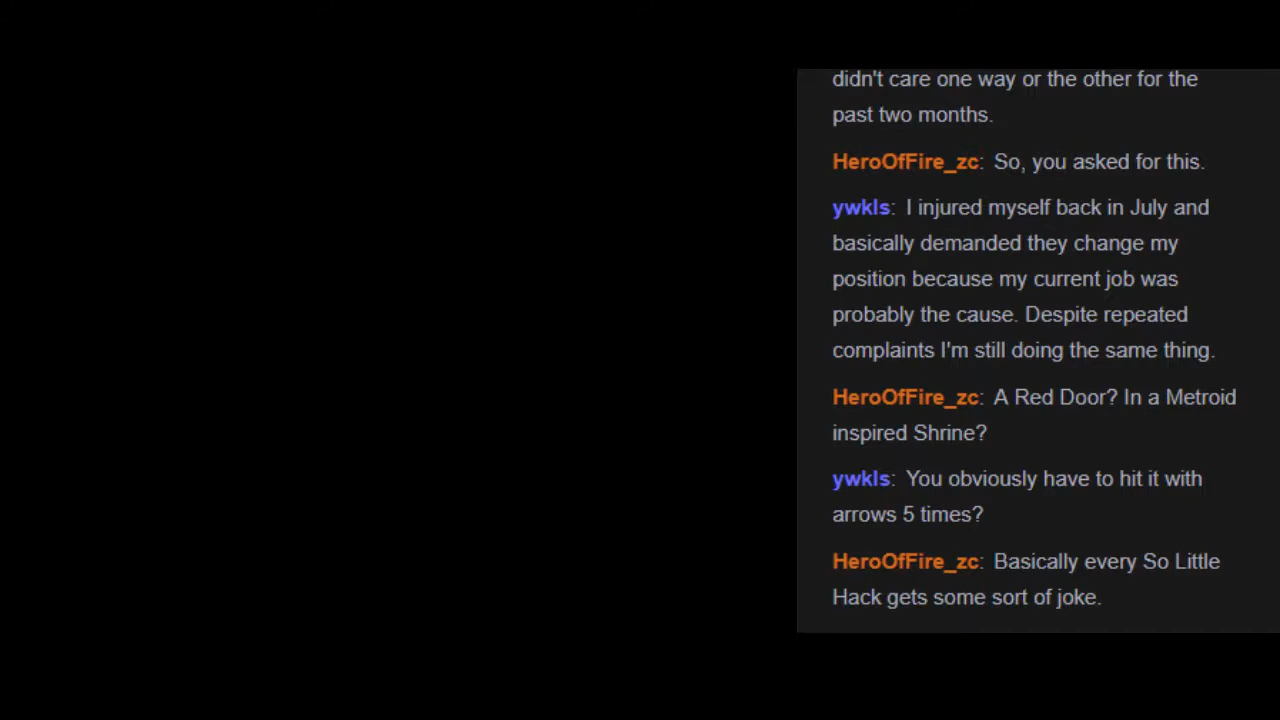 didn't care one way or the other for the
past two months.
HeroOfFire_zc: So, you asked for this.
ywkls: I injured myself back in July and
basically demanded they change my
position because my current job was
probably the cause. Despite repeated
complaints I'm still doing the same thing.
HeroOfFire_zc: A Red Door? In a Metroid
inspired Shrine?
ywkls: You obviously have to hit it with
arrows 5 times?
HeroOfFire_zc: Basically every So Little
Hack gets some sort of joke.